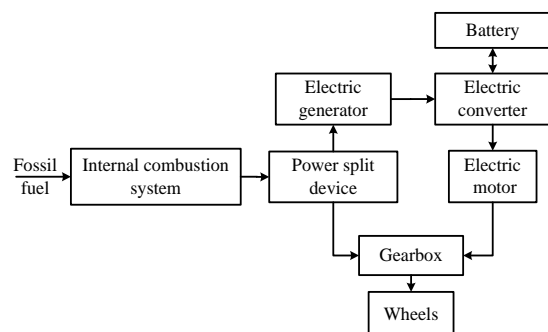 Battery
Electric
generator
Electric
converter
Fossil
fuel
Internal combustion
system
Power split
device
Electric
motor
Gearbox
Wheels